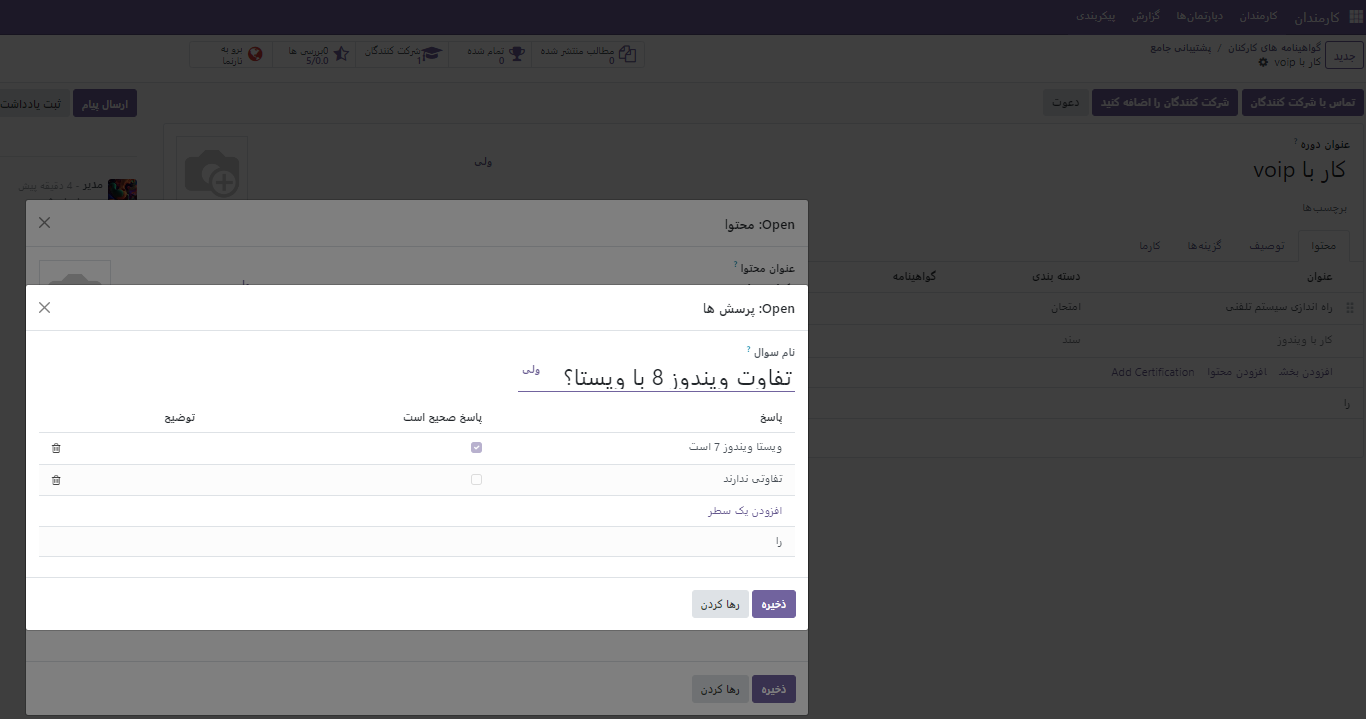 کارمندان کارمندان دپارتمان‌ها گزارش پیکربندی
جدید گواهینامه های کارکنان / پشتیبانی جامع
کار با voip
مطالب منتشر شده 0
تمام شده 0
شرکت کنندگان 1
بررسی ها 5/0.0
برو به تارنما
تماس با شرکت کنندگان شرکت کنندگان را اضافه کنید دعوت
ارسال پیام ثبت یادداشت
عنوان دوره ?
کار با voip
ولی
برچسب‌ها
مدیر - 4 دقیقه پیش
محتوا توصیف گزینه‌ها کارما
عنوان دسته بندی گواهینامه
راه اندازی سیستم تلفنی امتحان
کار با ویندوز سند
افزودن بخش افزودن محتوا Add Certification
را
Open: محتوا
عنوان محتوا ?
Open: پرسش ها
نام سوال ?
تفاوت ویندوز 8 با ویستا؟ ولی
پاسخ پاسخ صحیح است توضیح
ویستا ویندوز 7 است
تفاوتی ندارند
افزودن یک سطر
را
ذخیره رها کردن
ذخیره رها کردن